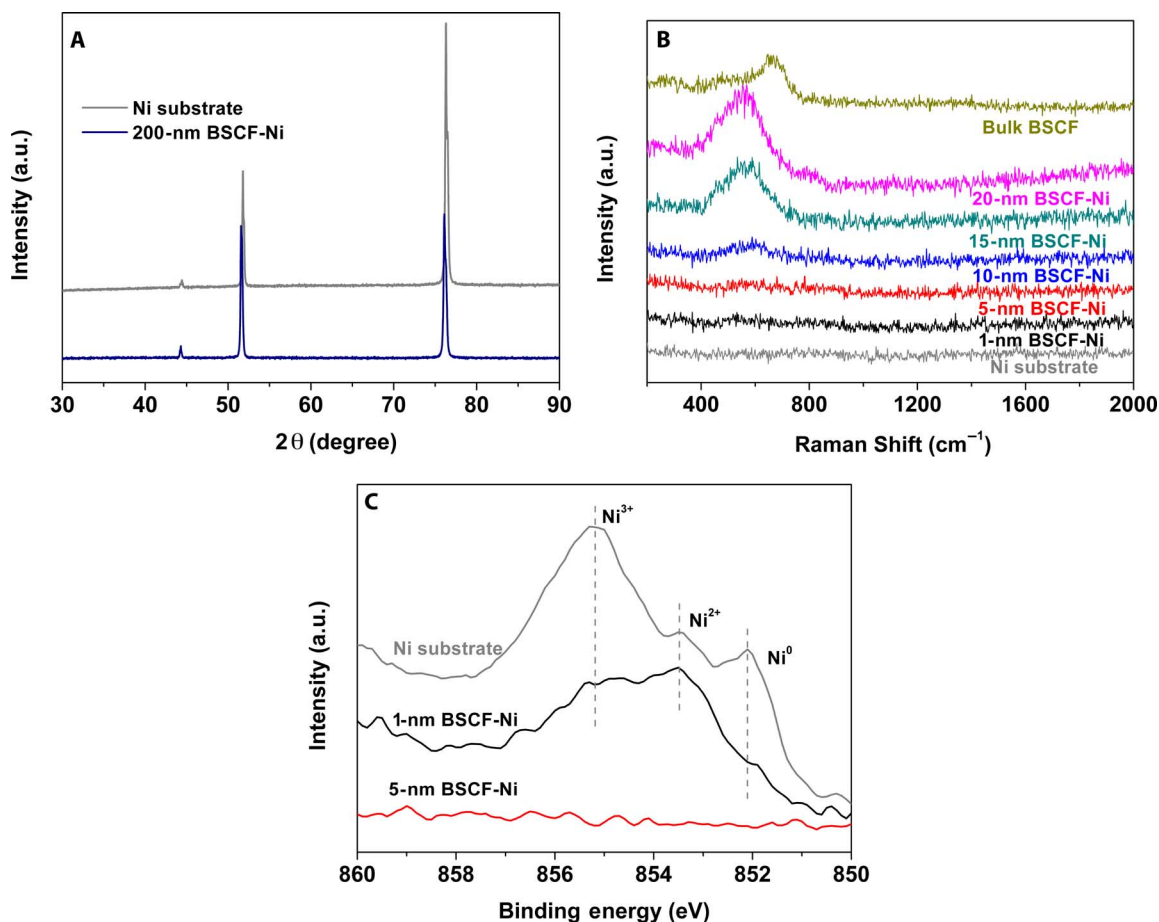 A
Ni substrate
200-nm BSCF-Ni
Intensity (a.u.)
30 40 50 60 70 80 90
2θ (degree)
B
Bulk BSCF
20-nm BSCF-Ni
15-nm BSCF-Ni
10-nm BSCF-Ni
5-nm BSCF-Ni
1-nm BSCF-Ni
Ni substrate
Intensity (a.u.)
400 800 1200 1600 2000
Raman Shift (cm⁻¹)
C
Ni³⁺
Ni²⁺
Ni⁰
Ni substrate
1-nm BSCF-Ni
5-nm BSCF-Ni
Intensity (a.u.)
860 858 856 854 852 850
Binding energy (eV)